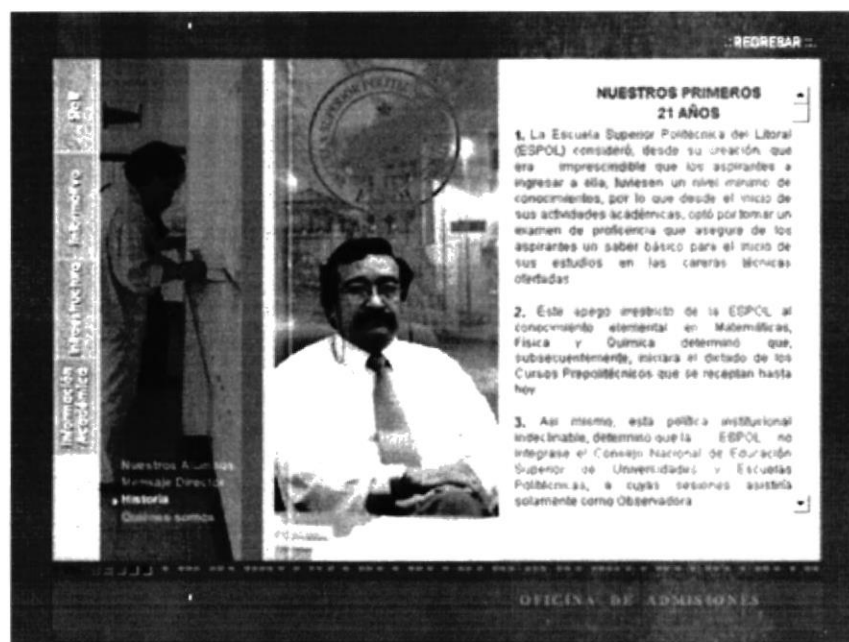 .::REGRESAR ::.
NUESTROS PRIMEROS
21 AÑOS
1. La Escuela Superior Politécnica del Litoral
(ESPOL) consideró, desde su creación, que
era imprescindible que los aspirantes a
ingresar a ella, tuviesen un nivel mínimo de
conocimientos, por lo que desde el inicio de
sus actividades académicas, optó por tomar un
examen de proficiencia que asegure de los
aspirantes un saber básico para el inicio de
sus estudios en las carreras técnicas
ofertadas
2. Este apego irrestricto de la ESPOL al
conocimiento elemental en Matemáticas,
Física y Química determinó que,
subsecuentemente, iniciara el dictado de los
Cursos Prepolitécnicos que se receptan hasta
hoy
3. Así mismo, esta política institucional
indeclinable, determinó que la ESPOL no
integrase el Consejo Nacional de Educación
Superior de Universidades y Escuelas
Politécnicas, a cuyas sesiones asistiría
solamente como Observadora
Informativo
Infraestructura
Información
Académico
Nuestros Alumnos
Mensaje Director
Historia
Quiénes somos
OFICINA DE ADMISIONES